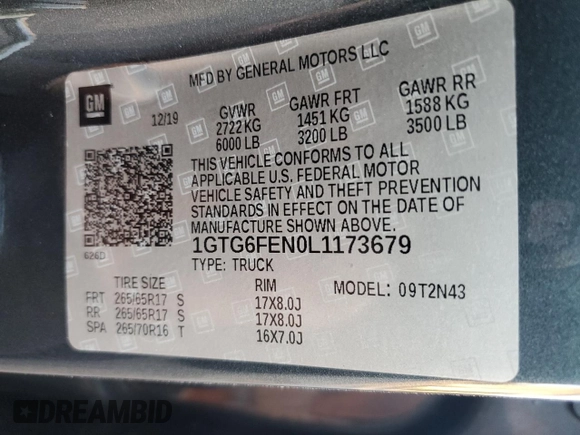 MFD BY GENERAL MOTORS LLC
GM
12/19
GVWR
2722 KG
6000 LB
GAWR FRT
1451 KG
3200 LB
GAWR RR
1588 KG
3500 LB
THIS VEHICLE CONFORMS TO ALL
APPLICABLE U.S. FEDERAL MOTOR
VEHICLE SAFETY AND THEFT PREVENTION
STANDARDS IN EFFECT ON THE DATE OF
MANUFACTURE SHOWN ABOVE.
1GTG6FEN0L1173679
626D
TYPE: TRUCK
MODEL: 09T2N43
TIRE SIZE RIM
FRT 265/65R17 S 17X8.0J
RR 265/65R17 S 17X8.0J
SPA 265/70R16 T 16X7.0J
DREAMBID